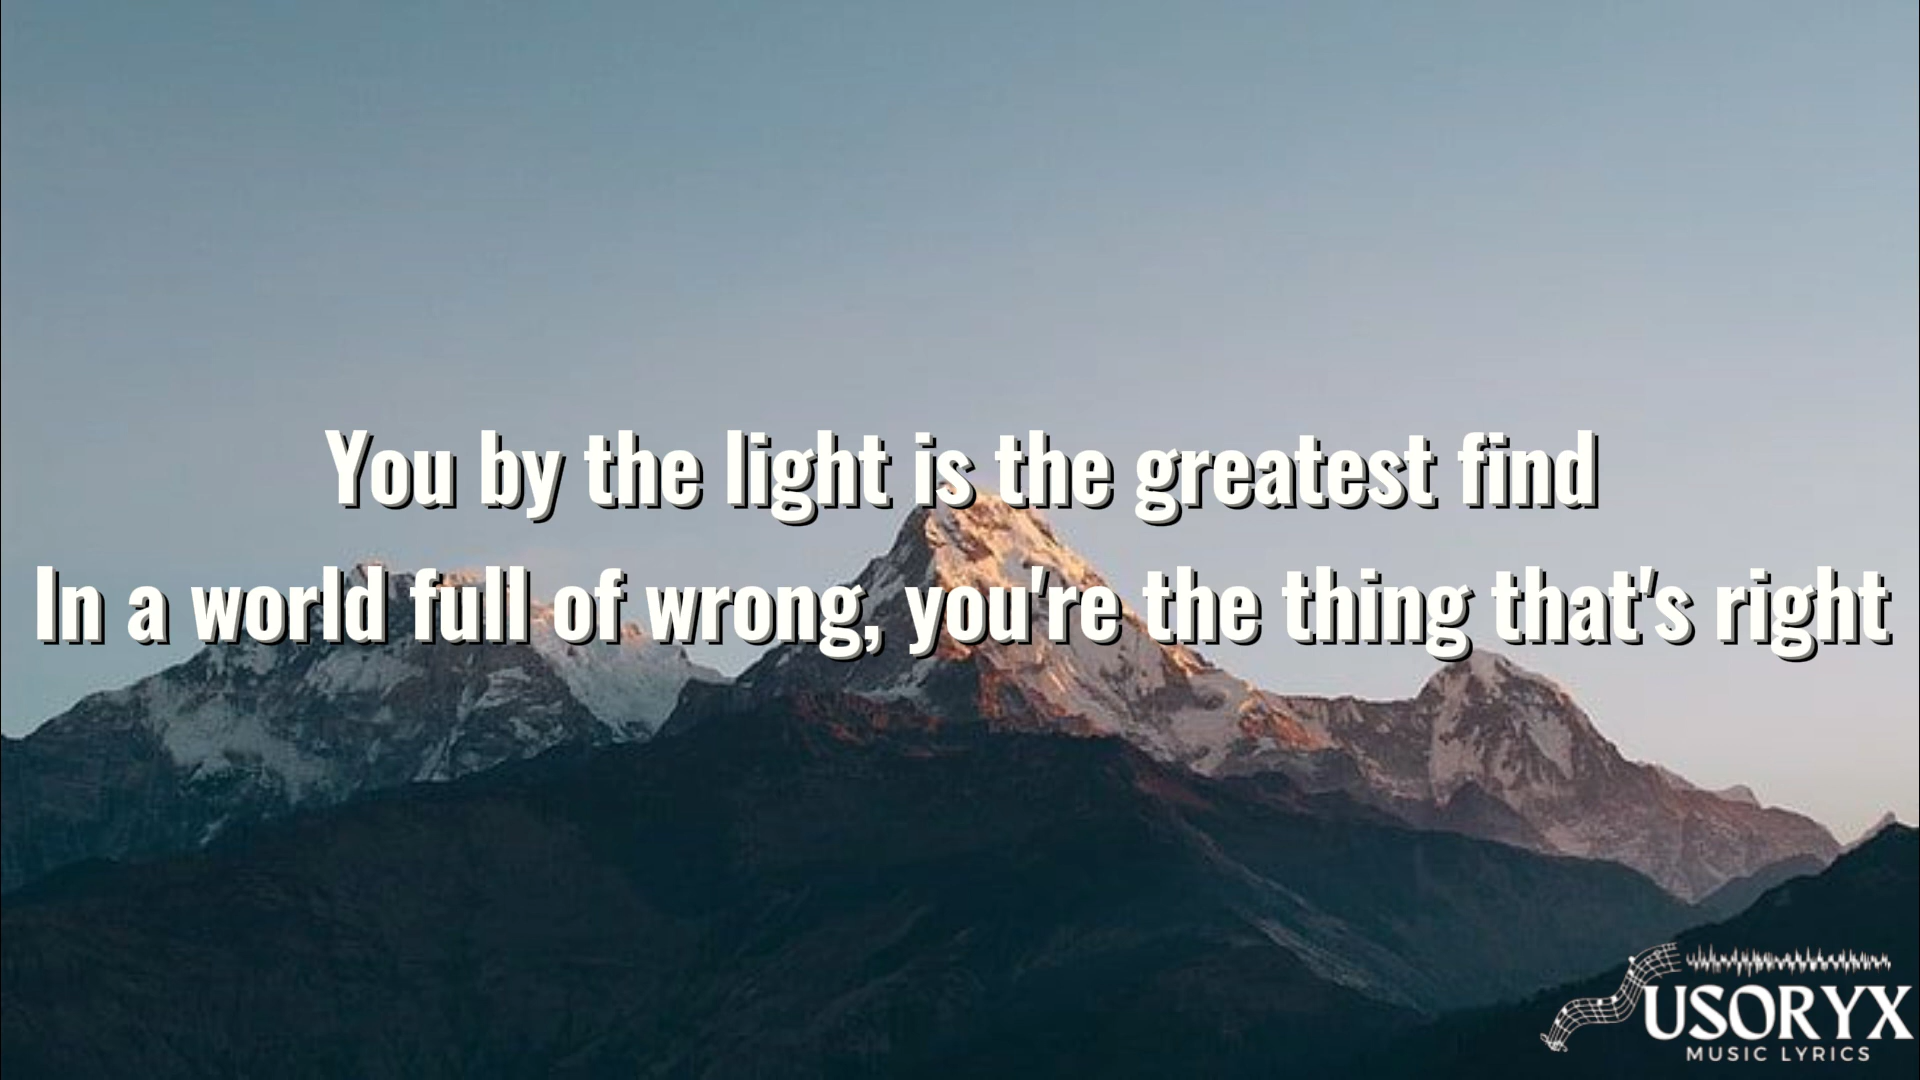 You by the light is the greatest find
In a world full of wrong, you're the thing that's right
USORYX
MUSIC LYRICS